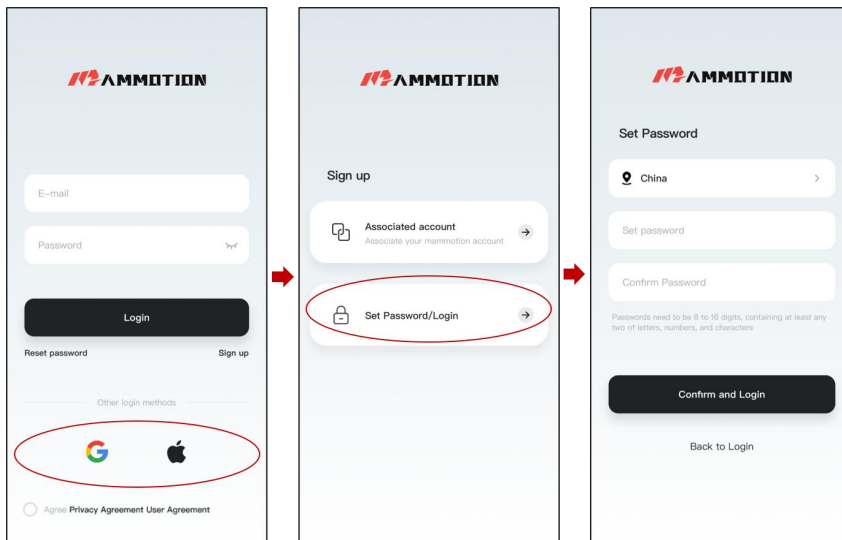 MAMMOTION
E-mail
Password
Login
Reset password
Sign up
Other login methods
Agree Privacy Agreement User Agreement
MAMMOTION
Sign up
Associated account
Associate your mammotion account
Set Password/Login
MAMMOTION
Set Password
China
Set password
Confirm Password
Passwords need to be 8 to 16 digits, containing at least any
two of letters, numbers, and characters
Confirm and Login
Back to Login